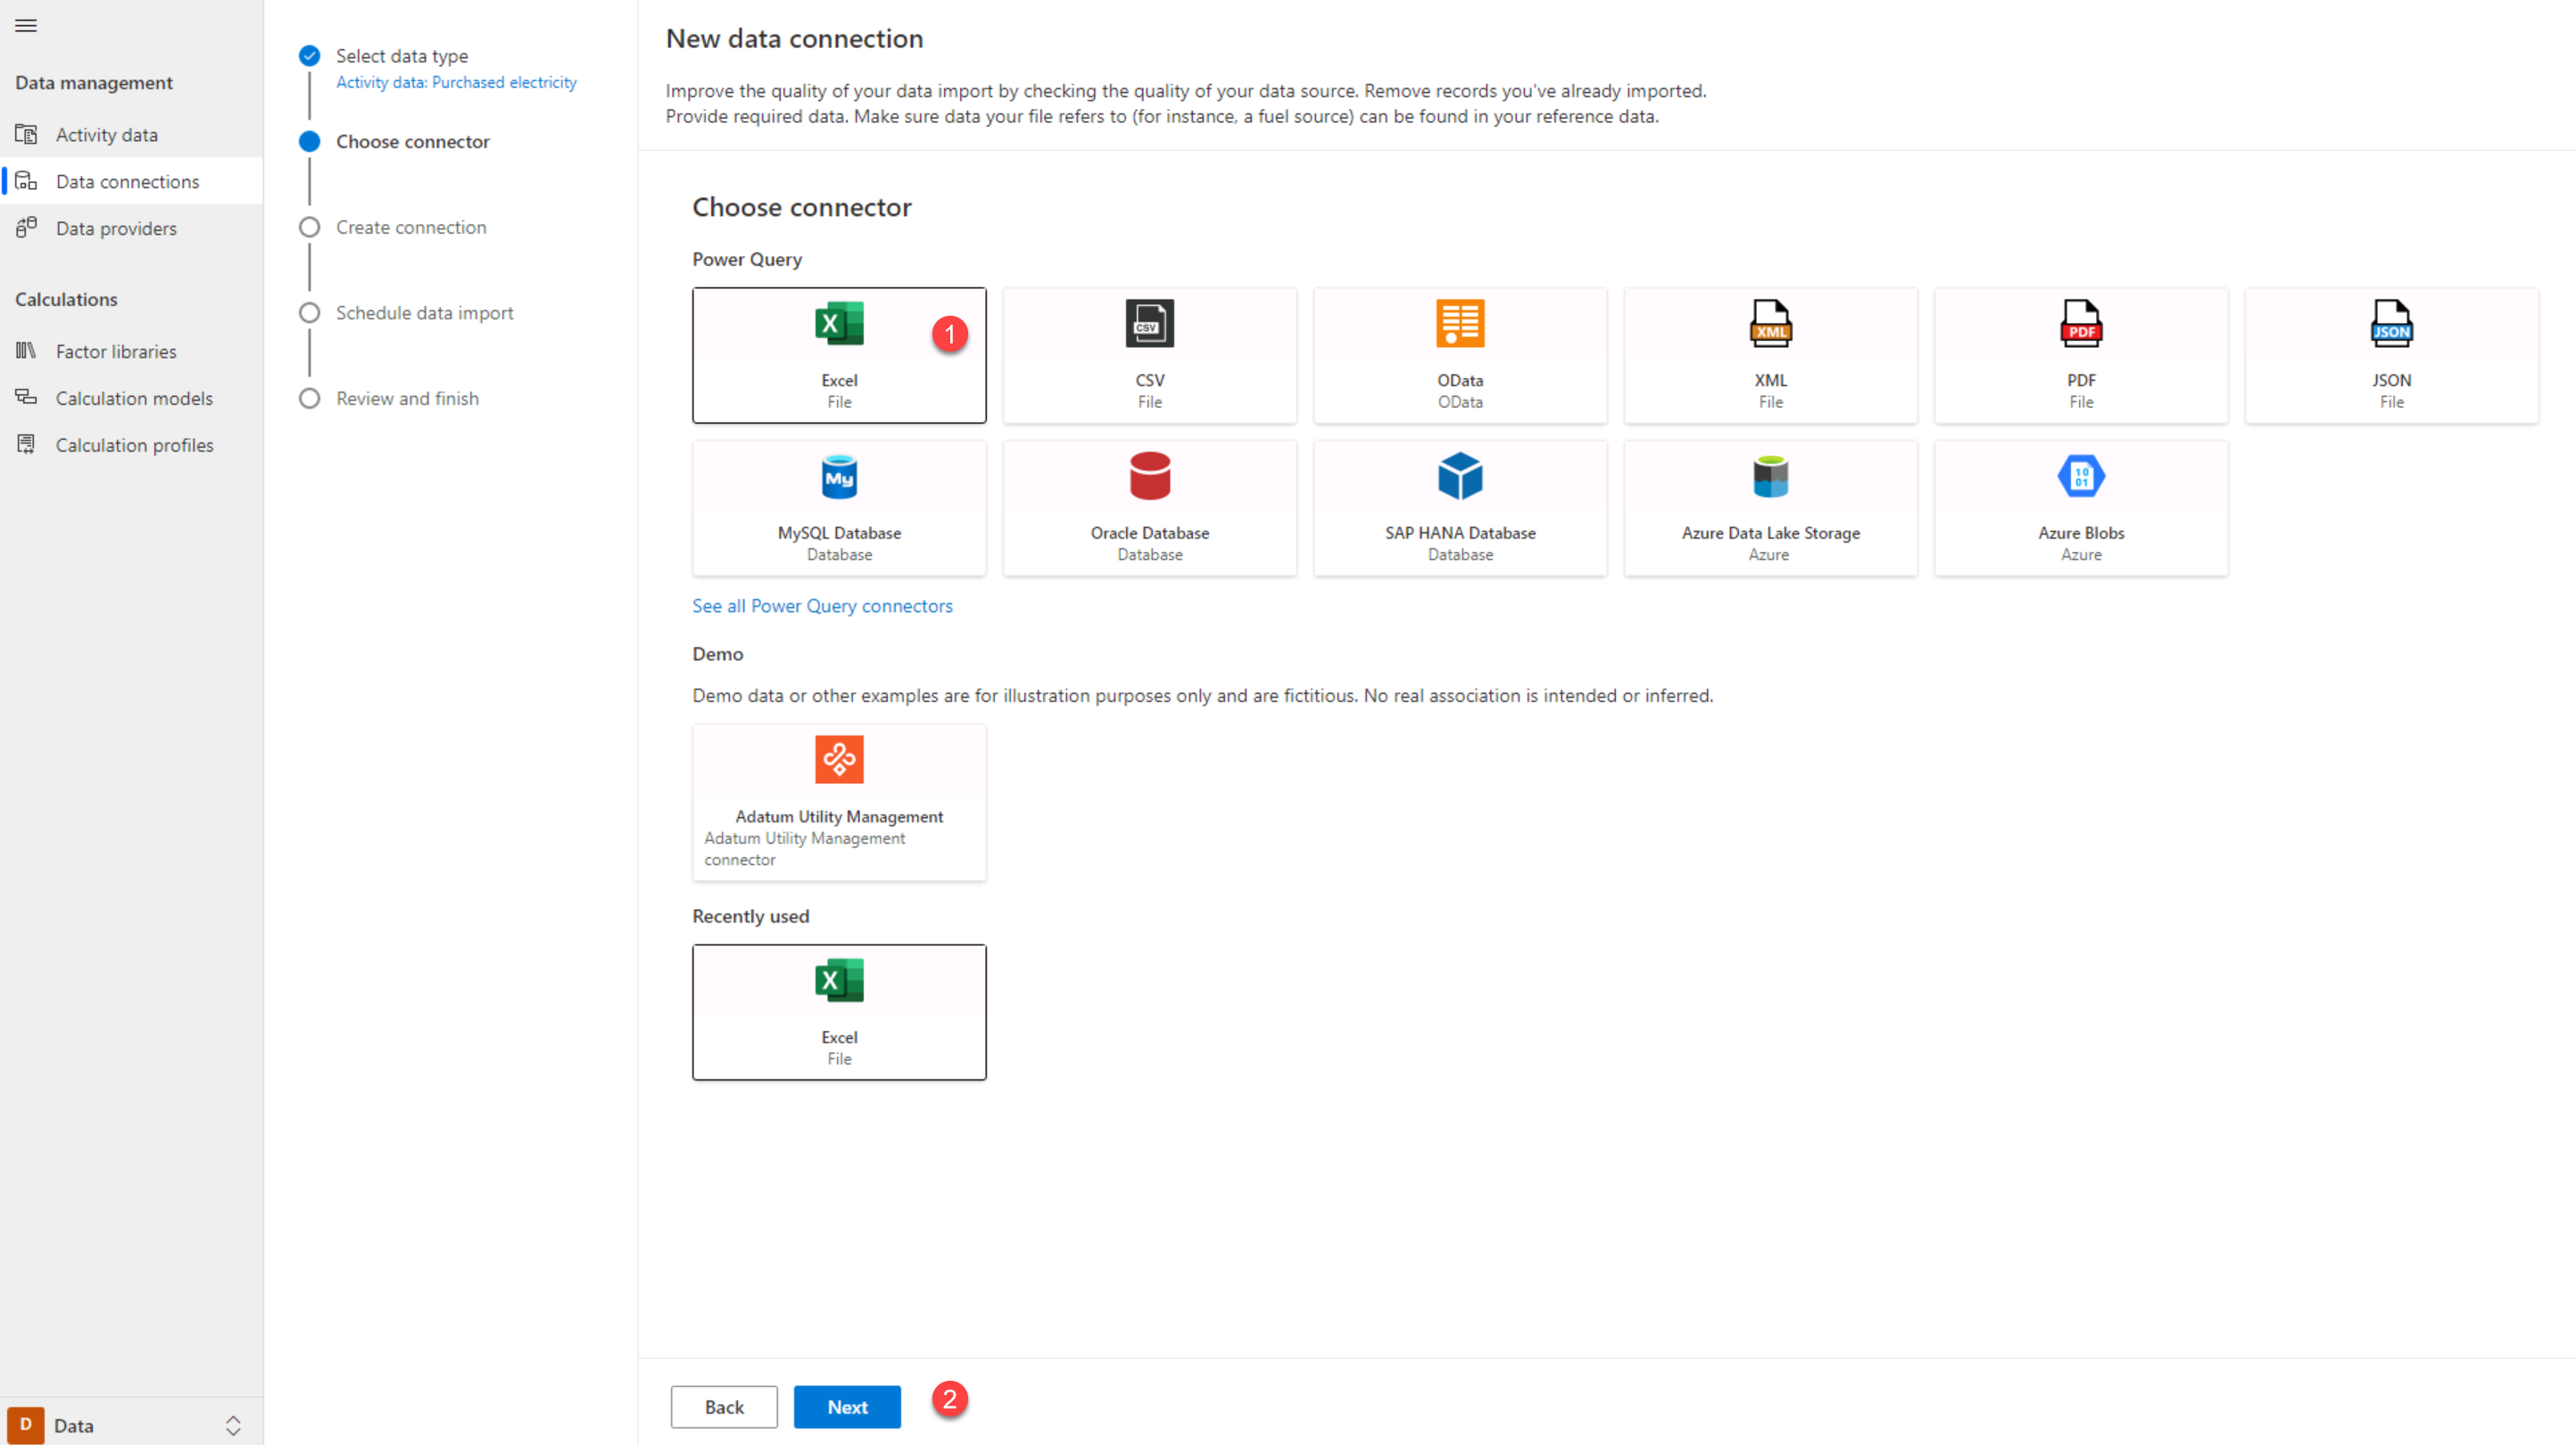 Data management
Activity data
Data connections
Data providers
Calculations
Factor libraries
Calculation models
Calculation profiles
D Data
Select data type
Activity data: Purchased electricity
Choose connector
Create connection
Schedule data import
Review and finish
New data connection
Improve the quality of your data import by checking the quality of your data source. Remove records you've already imported.
Provide required data. Make sure data your file refers to (for instance, a fuel source) can be found in your reference data.
Choose connector
Power Query
X
1
Excel
File
CSV
CSV
File
OData
OData
XML
XML
File
PDF
PDF
File
JSON
JSON
File
My
MySQL Database
Database
Oracle Database
Database
SAP HANA Database
Database
Azure Data Lake Storage
Azure
10
01
Azure Blobs
Azure
See all Power Query connectors
Demo
Demo data or other examples are for illustration purposes only and are fictitious. No real association is intended or inferred.
Adatum Utility Management
Adatum Utility Management
connector
Recently used
X
Excel
File
Back
Next
2